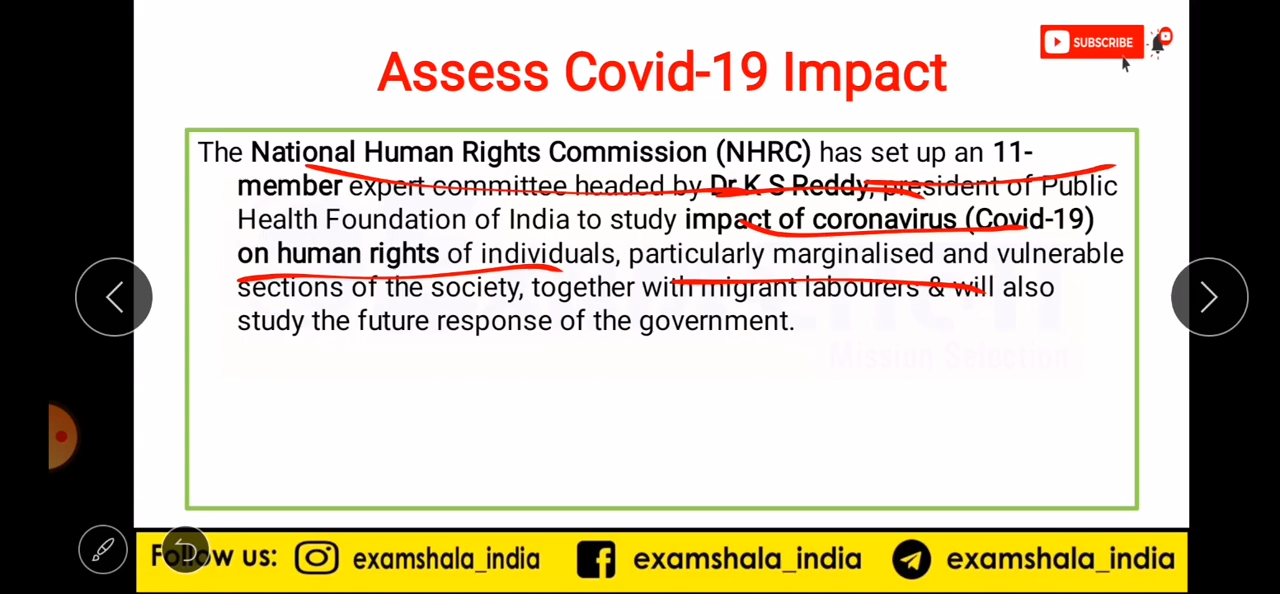 SUBSCRIBE
Assess Covid-19 Impact
The National Human Rights Commission (NHRC) has set up an 11-
member expert committee headed by Dr K S Reddy, president of Public
Health Foundation of India to study impact of coronavirus (Covid-19)
on human rights of individuals, particularly marginalised and vulnerable
sections of the society, together with migrant labourers & will also
study the future response of the government.
Mission Selection
Follow us: examshala_india examshala_india examshala_india